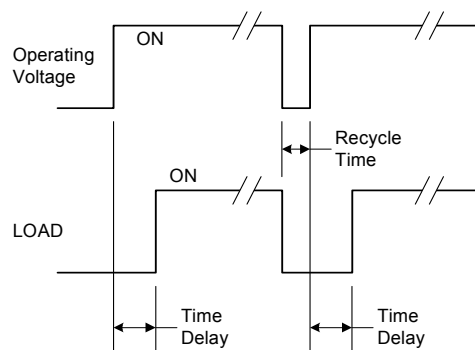 ON
Operating
Voltage
Recycle
Time
ON
LOAD
Time
Delay
Time
Delay